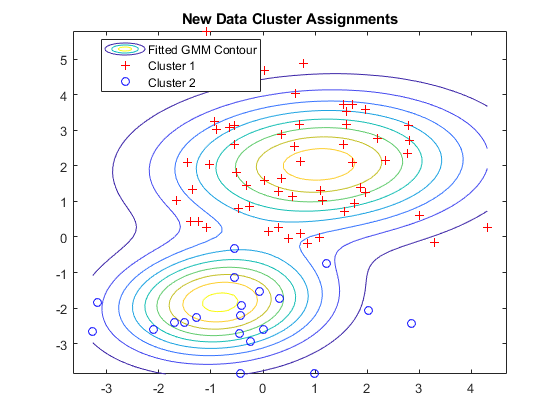 New Data Cluster Assignments
Fitted GMM Contour
Cluster 1
Cluster 2
5
4
3
2
1
0
-1
-2
-3
-3 -2 -1 0 1 2 3 4